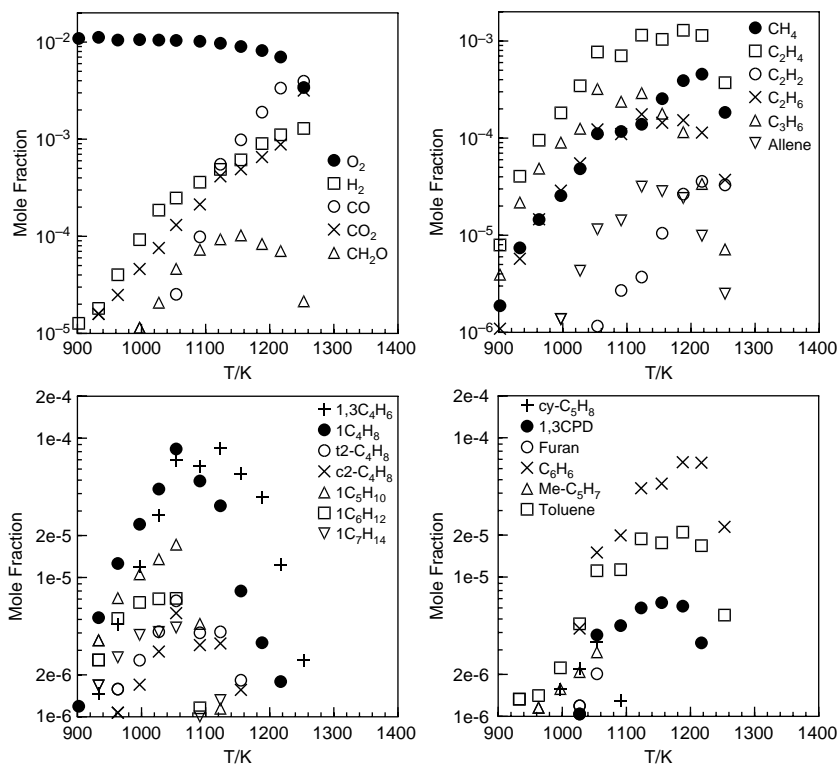 10⁻²
10⁻³
10⁻⁴
10⁻⁵
Mole Fraction
O₂
H₂
CO
CO₂
CH₂O
900 1000 1100 1200 1300 1400
T/K
10⁻³
10⁻⁴
10⁻⁵
10⁻⁶
Mole Fraction
CH₄
C₂H₄
C₂H₂
C₂H₆
C₃H₆
Allene
900 1000 1100 1200 1300 1400
T/K
2e-4
1e-4
2e-5
1e-5
2e-6
1e-6
Mole Fraction
1,3C₄H₆
1C₄H₈
t2-C₄H₈
c2-C₄H₈
1C₅H₁₀
1C₆H₁₂
1C₇H₁₄
900 1000 1100 1200 1300 1400
T/K
2e-4
1e-4
2e-5
1e-5
2e-6
1e-6
Mole Fraction
cy-C₅H₈
1,3CPD
Furan
C₆H₆
Me-C₅H₇
Toluene
900 1000 1100 1200 1300 1400
T/K